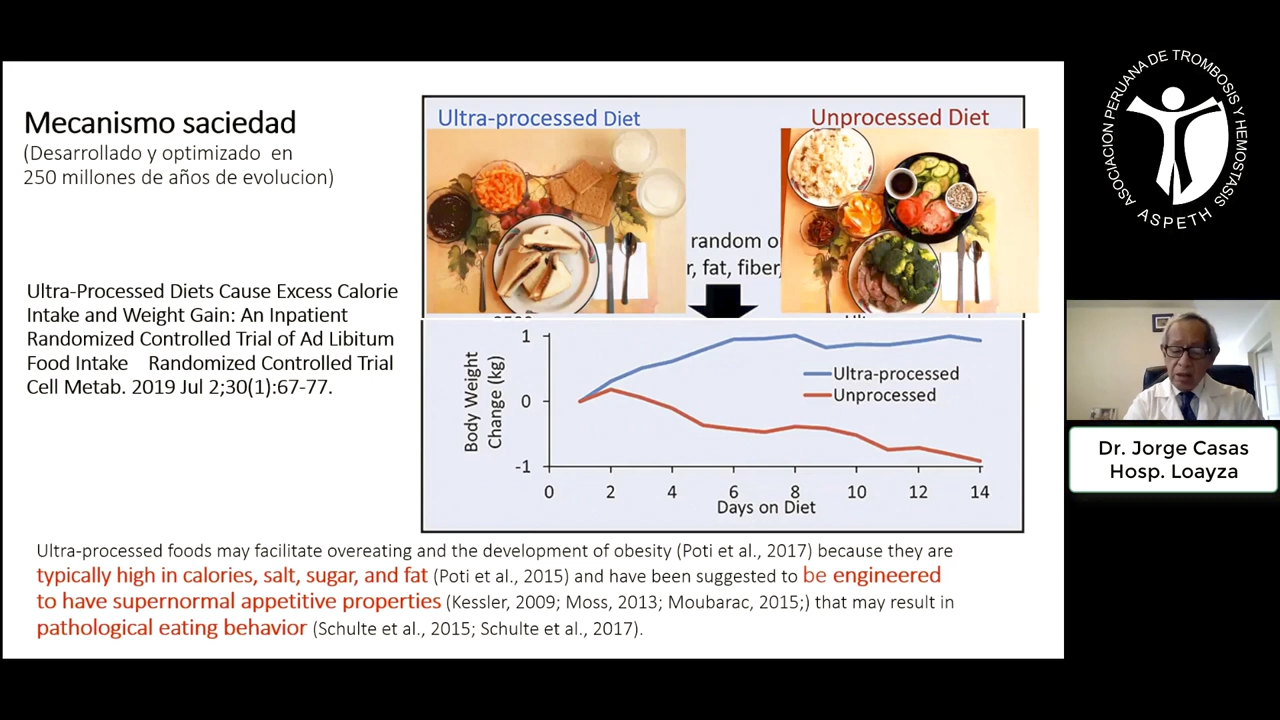 Mecanismo saciedad
(Desarrollado y optimizado en
250 millones de años de evolucion)
Ultra-Processed Diets Cause Excess Calorie
Intake and Weight Gain: An Inpatient
Randomized Controlled Trial of Ad Libitum
Food Intake Randomized Controlled Trial
Cell Metab. 2019 Jul 2;30(1):67-77.
Ultra-processed Diet
Unprocessed Diet
random
r, fat, fiber,
Body Weight
Change (kg)
1
0
-1
Ultra-processed
Unprocessed
0 2 4 6 8 10 12 14
Days on Diet
Ultra-processed foods may facilitate overeating and the development of obesity (Poti et al., 2017) because they are
typically high in calories, salt, sugar, and fat (Poti et al., 2015) and have been suggested to be engineered
to have supernormal appetitive properties (Kessler, 2009; Moss, 2013; Moubarac, 2015;) that may result in
pathological eating behavior (Schulte et al., 2015; Schulte et al., 2017).
ASOCIACION PERUANA DE TROMBOSIS Y HEMOSTASIS
ASPETH
Dr. Jorge Casas
Hosp. Loayza